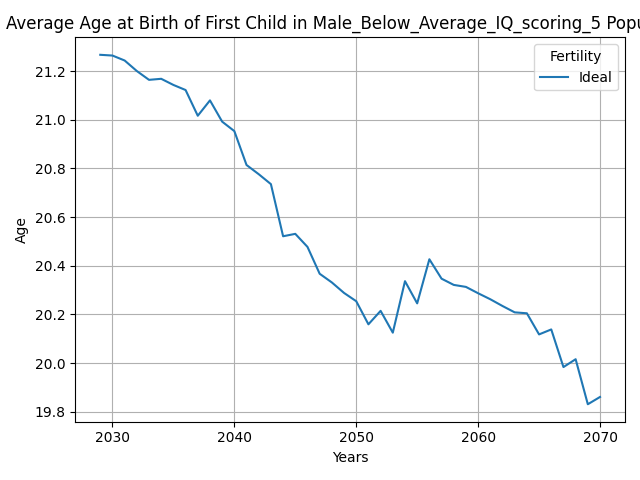 Average Age at Birth of First Child in Male_Below_Average_IQ_scoring_5 Popu
Fertility
Ideal
21.2
21.0
20.8
20.6
20.4
20.2
20.0
19.8
Age
2030 2040 2050 2060 2070
Years